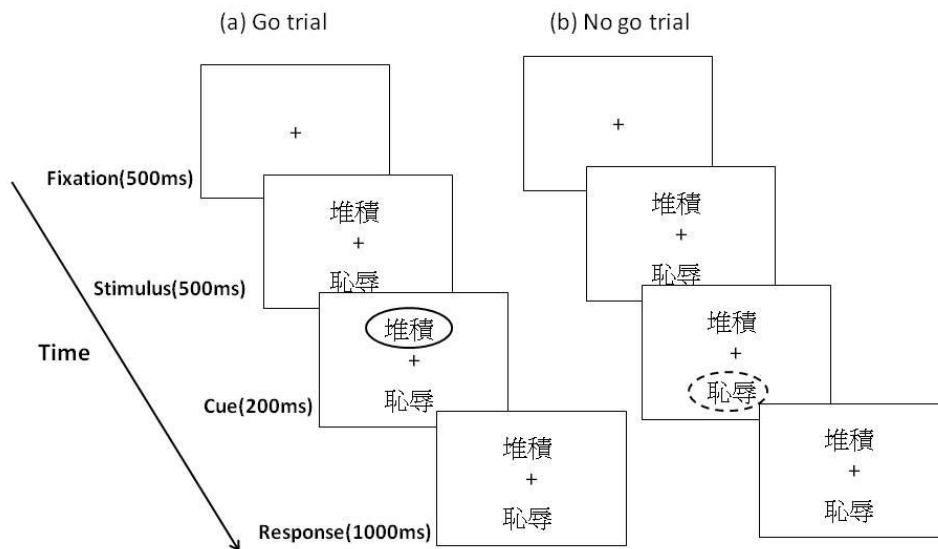 (a) Go trial
(b) No go trial
+
+
Fixation(500ms)
堆積
+
恥辱
堆積
+
恥辱
Stimulus(500ms)
堆積
+
恥辱
堆積
+
恥辱
Time
Cue(200ms)
堆積
+
恥辱
堆積
+
恥辱
Response(1000ms)